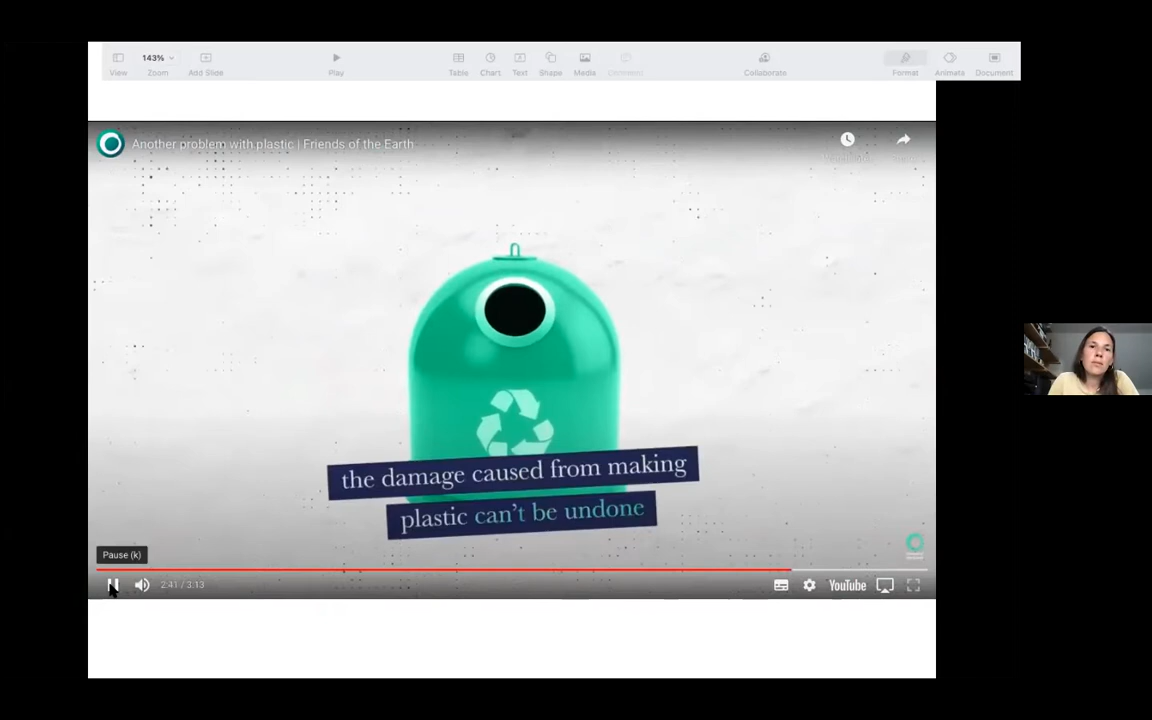 143%
View Zoom Add Slide Play Table Chart Text Shape Media Comment Collaborate Format Animate Document
Another problem with plastic | Friends of the Earth
the damage caused from making
plastic can't be undone
Pause (k)
2:41 / 3:13
YouTube